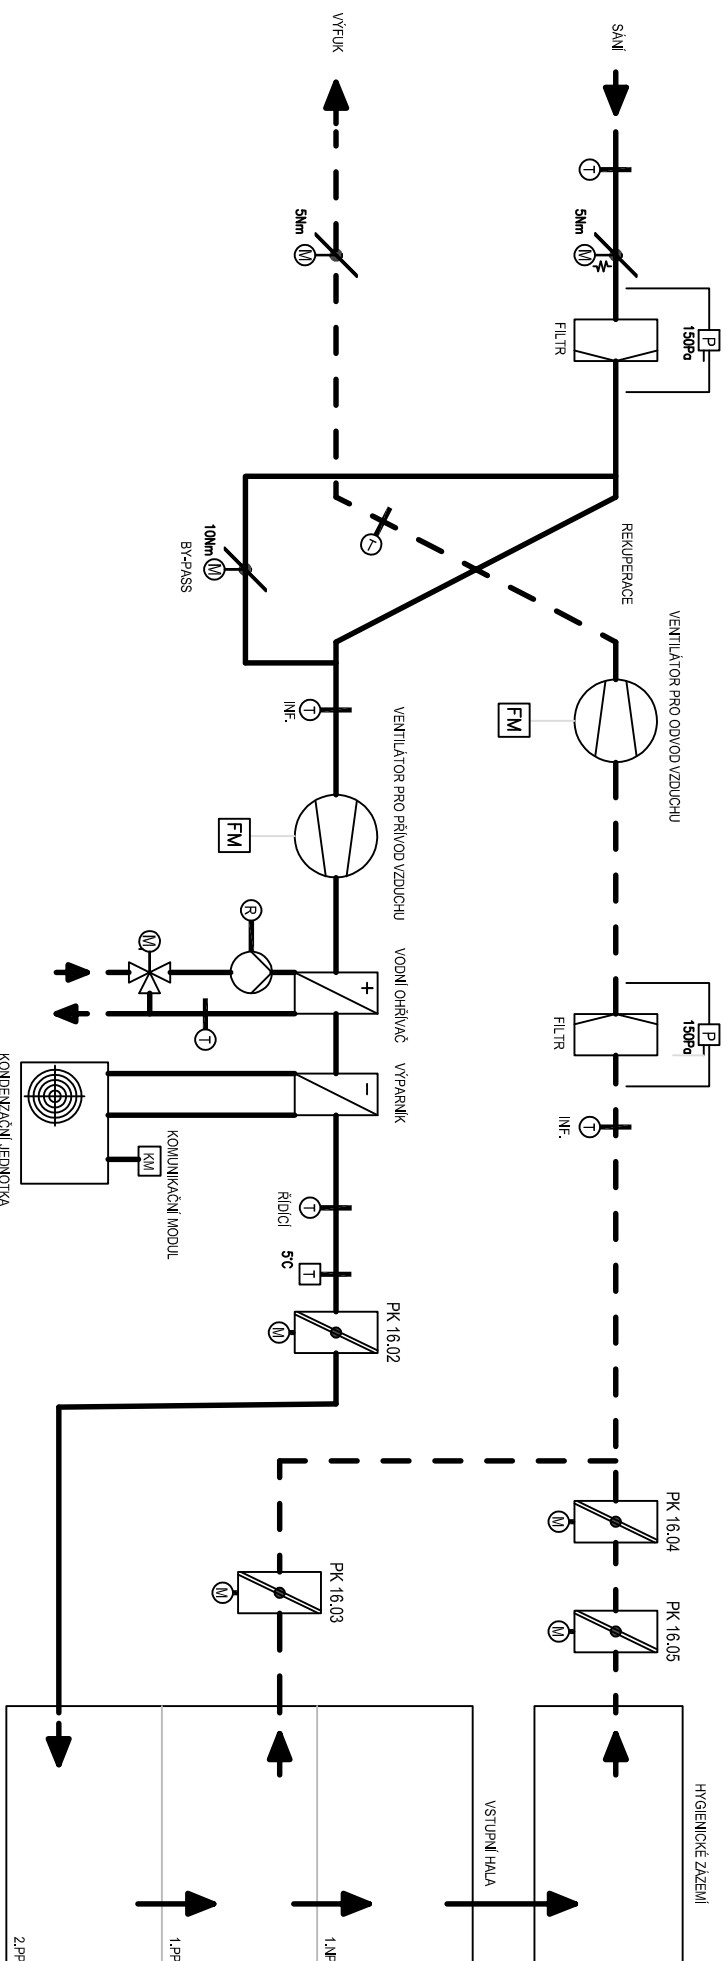 SÁNÍ
VÝFUK
T
5Nm
M
5Nm
M
P
150Pa
FILTR
REKUPERACE
T
10Nm
M
BY-PASS
VENTILÁTOR PRO ODVOD VZDUCHU
FM
T
INF.
VENTILÁTOR PRO PŘÍVOD VZDUCHU
FM
R
M
T
VODNÍ OHŘÍVAČ
+
VÝPARNÍK
-
P
150Pa
FILTR
T
INF.
KONDENZAČNÍ JEDNOTKA
KM
KOMUNIKAČNÍ MODUL
T
ŘÍDÍCÍ
T
5°C
PK 16.02
M
PK 16.04
M
PK 16.03
M
PK 16.05
M
HYGIENICKÉ ZÁZEMÍ
VSTUPNÍ HALA
1.NP
1.PP
2.PP